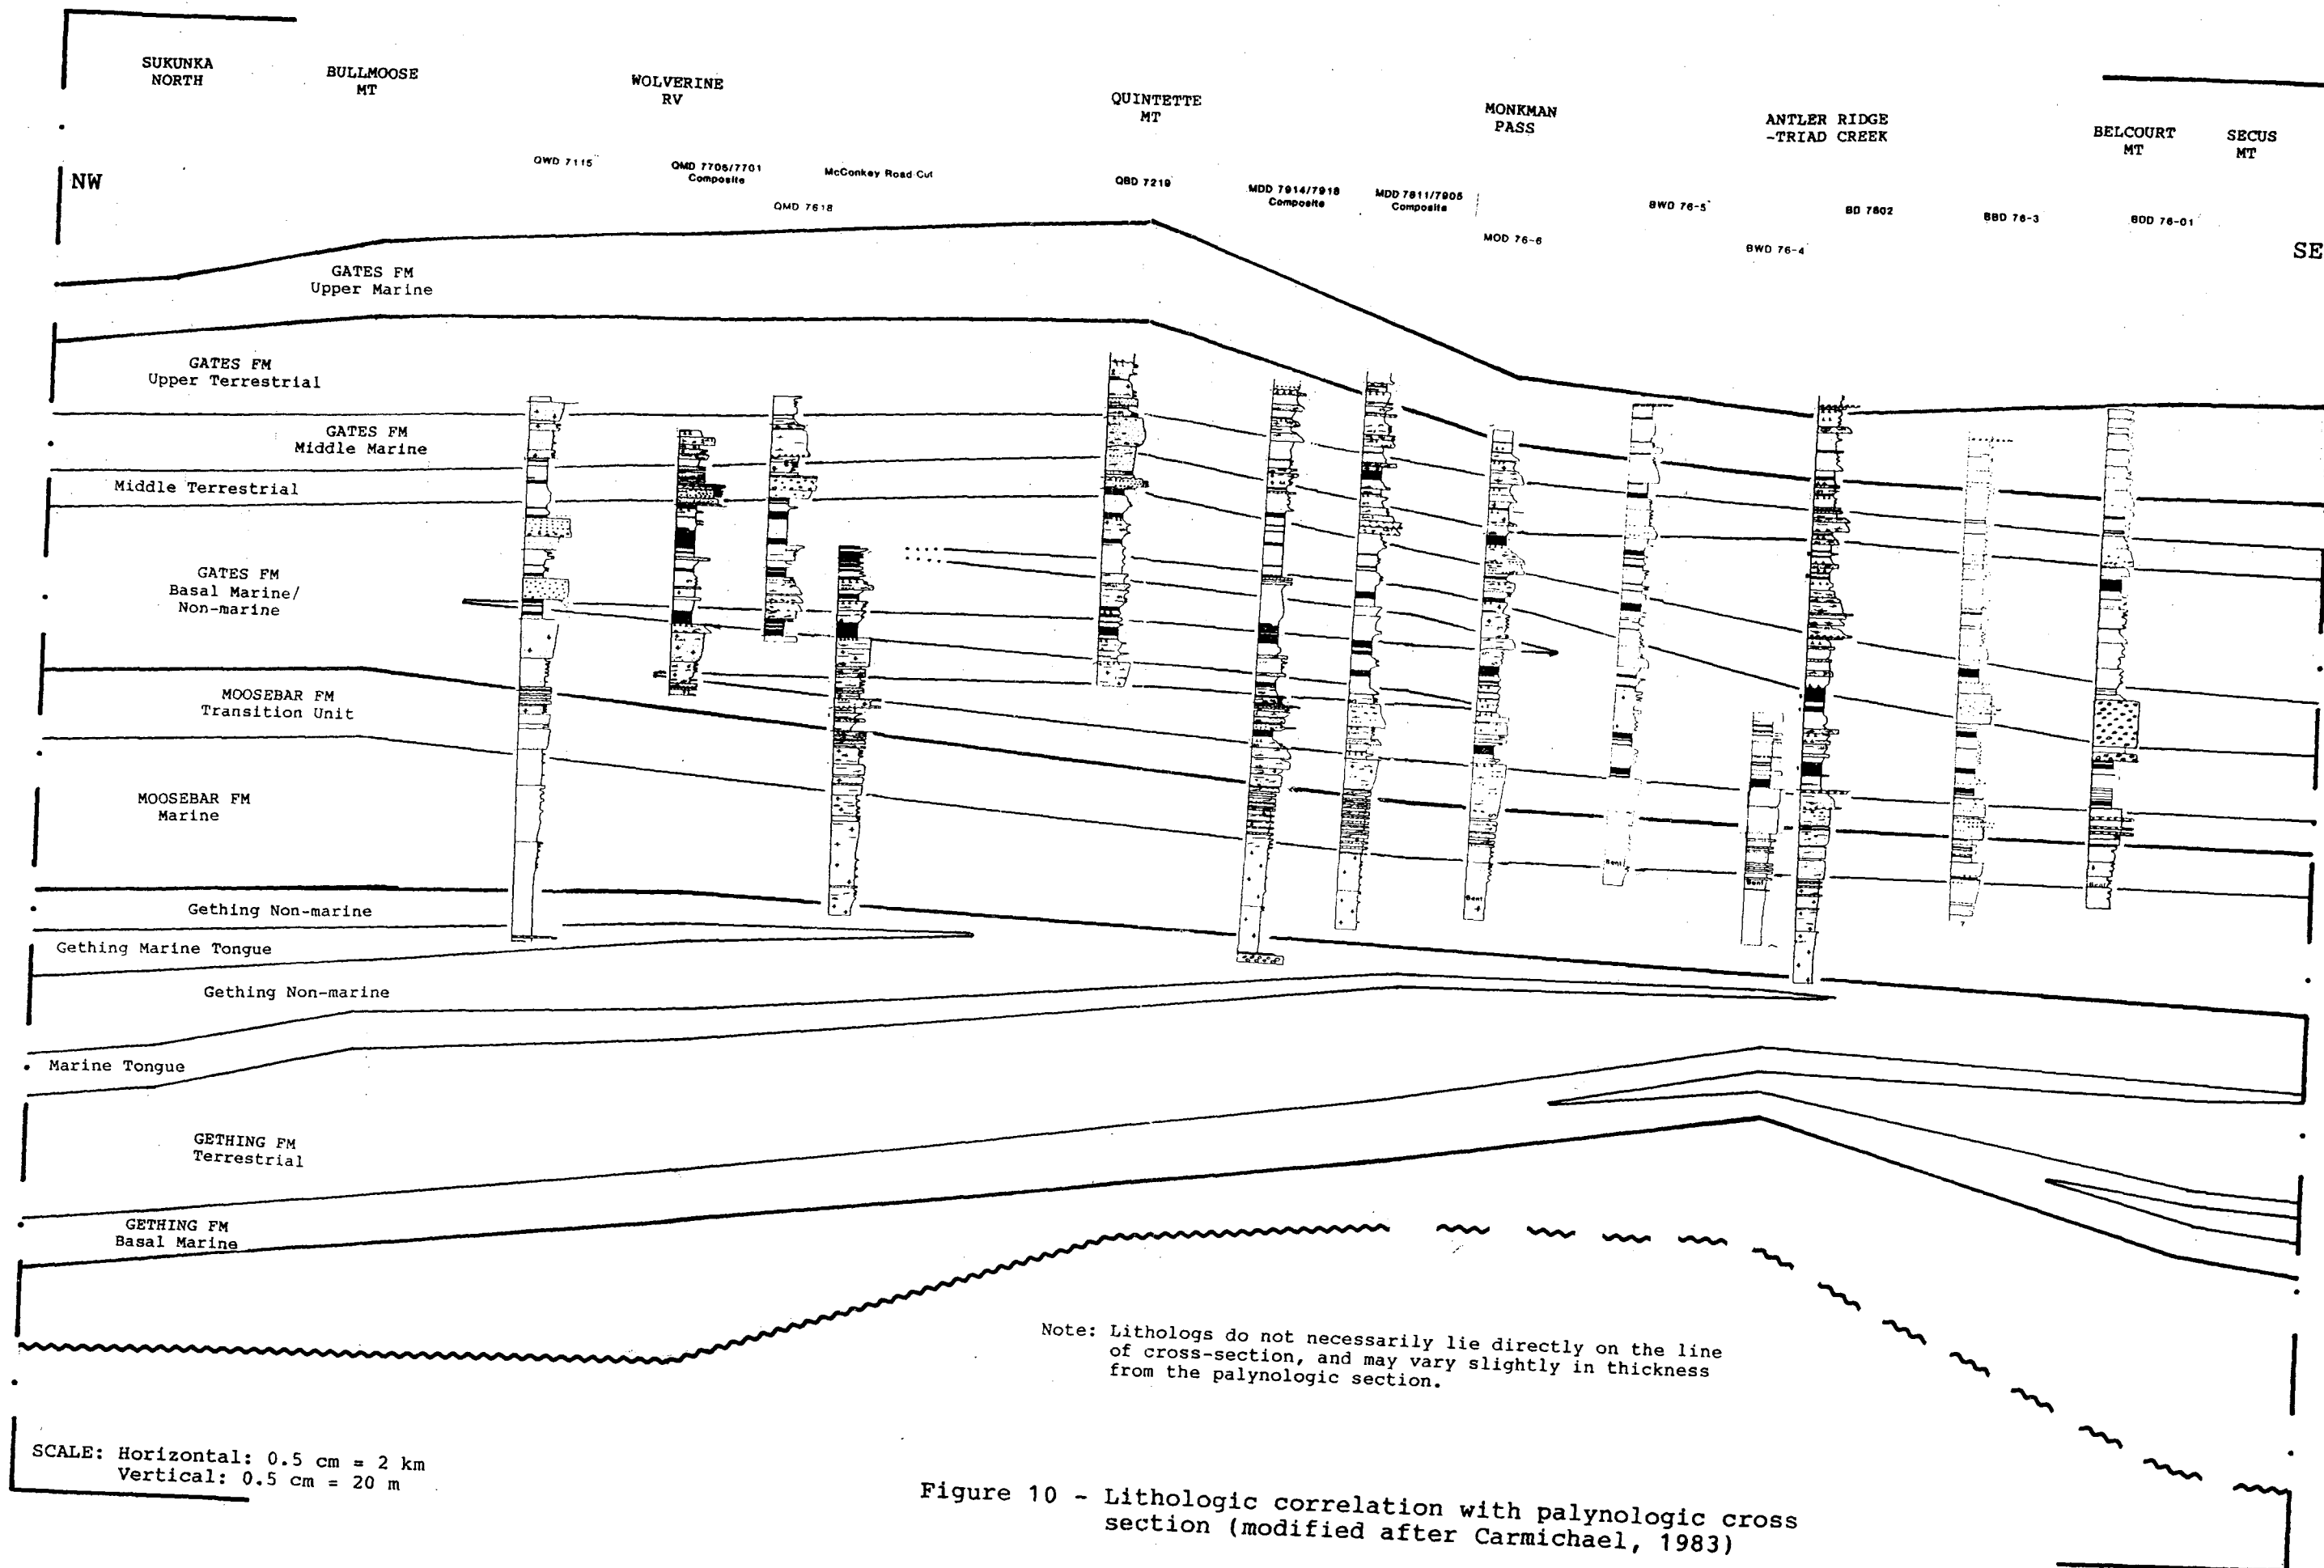 SUKUNKA
NORTH
BULLMOOSE
MT
WOLVERINE
RV
QUINTETTE
MT
MONKMAN
PASS
ANTLER RIDGE
-TRIAD CREEK
BELCOURT
MT
SECUS
MT
NW
QWD 7115
QMD 7705/7701
Composite
McConkey Road Cut
QMD 7618
QBD 7219
MDD 7914/7918
Composite
MDD 7811/7905
Composite
MOD 76-6
BWD 76-5
BWD 76-4
BD 7802
BBD 76-3
BDD 76-01
SE
GATES FM
Upper Marine
GATES FM
Upper Terrestrial
GATES FM
Middle Marine
Middle Terrestrial
GATES FM
Basal Marine/
Non-marine
MOOSEBAR FM
Transition Unit
MOOSEBAR FM
Marine
Bent
Bent
Bent
Bent
Gething Non-marine
Gething Marine Tongue
Gething Non-marine
Marine Tongue
GETHING FM
Terrestrial
GETHING FM
Basal Marine
Note: Lithologs do not necessarily lie directly on the line
of cross-section, and may vary slightly in thickness
from the palynologic section.
SCALE: Horizontal: 0.5 cm = 2 km
Vertical: 0.5 cm = 20 m
Figure 10 - Lithologic correlation with palynologic cross
section (modified after Carmichael, 1983)